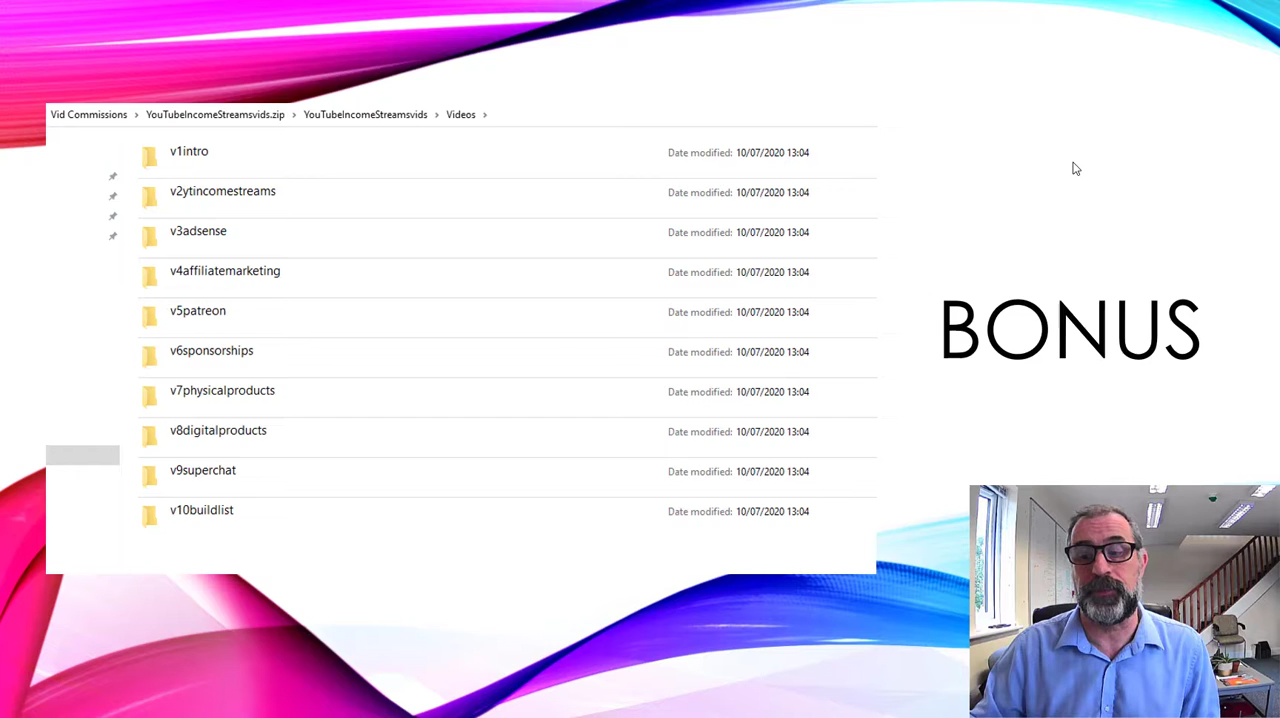 Vid Commissions > YouTubeIncomeStreamsvids.zip > YouTubeIncomeStreamsvids > Videos >
v1intro Date modified: 10/07/2020 13:04
v2ytincomestreams Date modified: 10/07/2020 13:04
v3adsense Date modified: 10/07/2020 13:04
v4affiliatemarketing Date modified: 10/07/2020 13:04
v5patreon Date modified: 10/07/2020 13:04
v6sponsorships Date modified: 10/07/2020 13:04
v7physicalproducts Date modified: 10/07/2020 13:04
v8digitalproducts Date modified: 10/07/2020 13:04
v9superchat Date modified: 10/07/2020 13:04
v10buildlist Date modified: 10/07/2020 13:04
BONUS